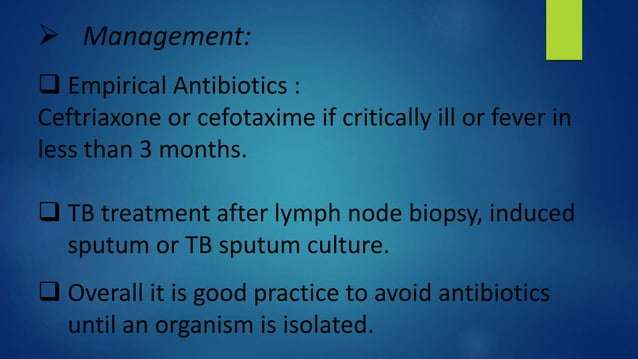 ➢ Management:
❑ Empirical Antibiotics :
Ceftriaxone or cefotaxime if critically ill or fever in
less than 3 months.
❑ TB treatment after lymph node biopsy, induced
sputum or TB sputum culture.
❑ Overall it is good practice to avoid antibiotics
until an organism is isolated.